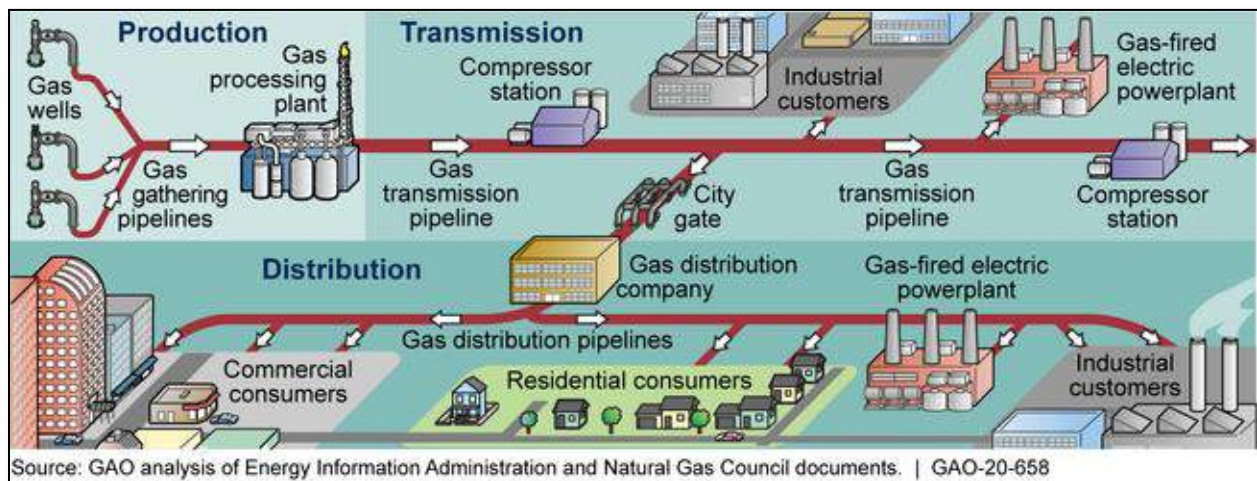 Production
Gas
wells
Gas
processing
plant
Gas
gathering
pipelines
Transmission
Compressor
station
Industrial
customers
Gas-fired
electric
powerplant
Gas
transmission
pipeline
City
gate
Gas
transmission
pipeline
Compressor
station
Distribution
Gas distribution
company
Gas-fired electric
powerplant
Gas distribution pipelines
Commercial
consumers
Residential consumers
Industrial
customers
Source: GAO analysis of Energy Information Administration and Natural Gas Council documents. | GAO-20-658